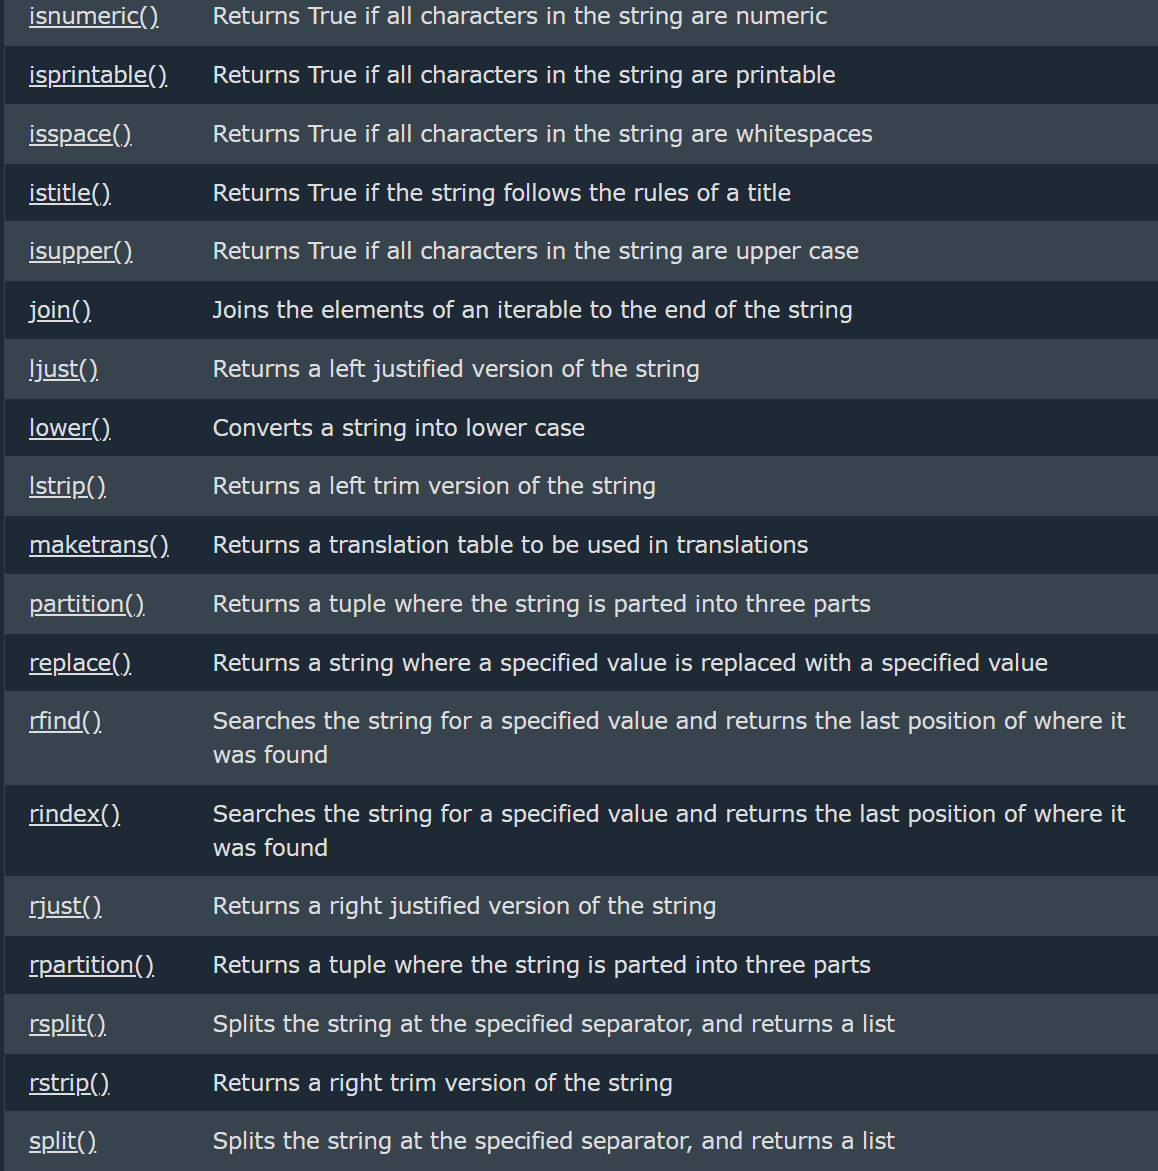 isnumeric() Returns True if all characters in the string are numeric
isprintable() Returns True if all characters in the string are printable
isspace() Returns True if all characters in the string are whitespaces
istitle() Returns True if the string follows the rules of a title
isupper() Returns True if all characters in the string are upper case
join() Joins the elements of an iterable to the end of the string
ljust() Returns a left justified version of the string
lower() Converts a string into lower case
lstrip() Returns a left trim version of the string
maketrans() Returns a translation table to be used in translations
partition() Returns a tuple where the string is parted into three parts
replace() Returns a string where a specified value is replaced with a specified value
rfind() Searches the string for a specified value and returns the last position of where it
was found
rindex() Searches the string for a specified value and returns the last position of where it
was found
rjust() Returns a right justified version of the string
rpartition() Returns a tuple where the string is parted into three parts
rsplit() Splits the string at the specified separator, and returns a list
rstrip() Returns a right trim version of the string
split() Splits the string at the specified separator, and returns a list